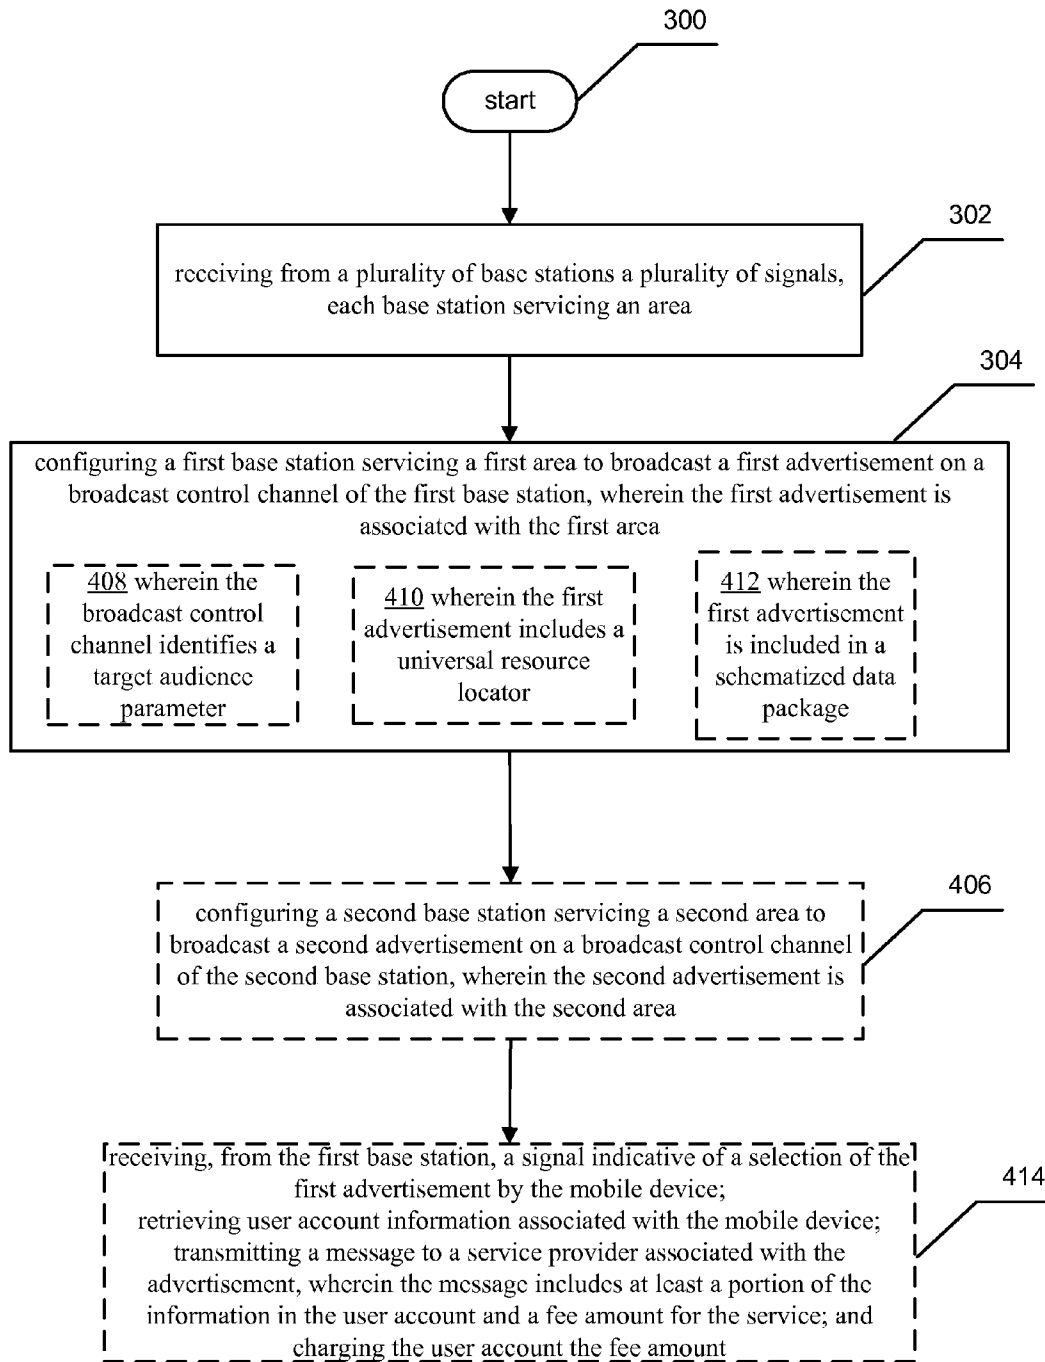 300
start
302
receiving from a plurality of base stations a plurality of signals,
each base station servicing an area
304
configuring a first base station servicing a first area to broadcast a first advertisement on a
broadcast control channel of the first base station, wherein the first advertisement is
associated with the first area
408 wherein the
broadcast control
channel identifies a
target audience
parameter
410 wherein the first
advertisement includes a
universal resource
locator
412 wherein the
first advertisement
is included in a
schematized data
package
406
configuring a second base station servicing a second area to
broadcast a second advertisement on a broadcast control channel
of the second base station, wherein the second advertisement is
associated with the second area
receiving, from the first base station, a signal indicative of a selection of the
first advertisement by the mobile device;
retrieving user account information associated with the mobile device;
transmitting a message to a service provider associated with the
advertisement, wherein the message includes at least a portion of the
information in the user account and a fee amount for the service; and
charging the user account the fee amount
414